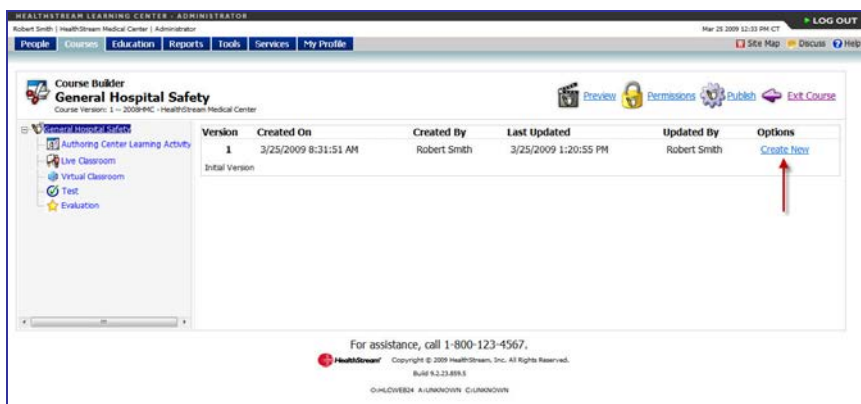 HEALTHSTREAM LEARNING CENTER - ADMINISTRATOR
Robert Smith | HealthStream Medical Center | Administrator
Mar 25 2009 12:33 PM CT
LOG OUT
People Courses Education Reports Tools Services My Profile
Site Map Discuss Help
Course Builder
General Hospital Safety
Course Version: 1 -- 2008HMC - HealthStream Medical Center
Preview Permissions Publish Exit Course
General Hospital Safety
Authoring Center Learning Activity
Live Classroom
Virtual Classroom
Test
Evaluation
Version Created On Created By Last Updated Updated By Options
1 3/25/2009 8:31:51 AM Robert Smith 3/25/2009 1:20:55 PM Robert Smith Create New
Initial Version
For assistance, call 1-800-123-4567.
HealthStream Copyright © 2009 HealthStream, Inc. All Rights Reserved.
Build 9.2.23.859.5
O:HLCWEB24 A:UNKNOWN C:UNKNOWN